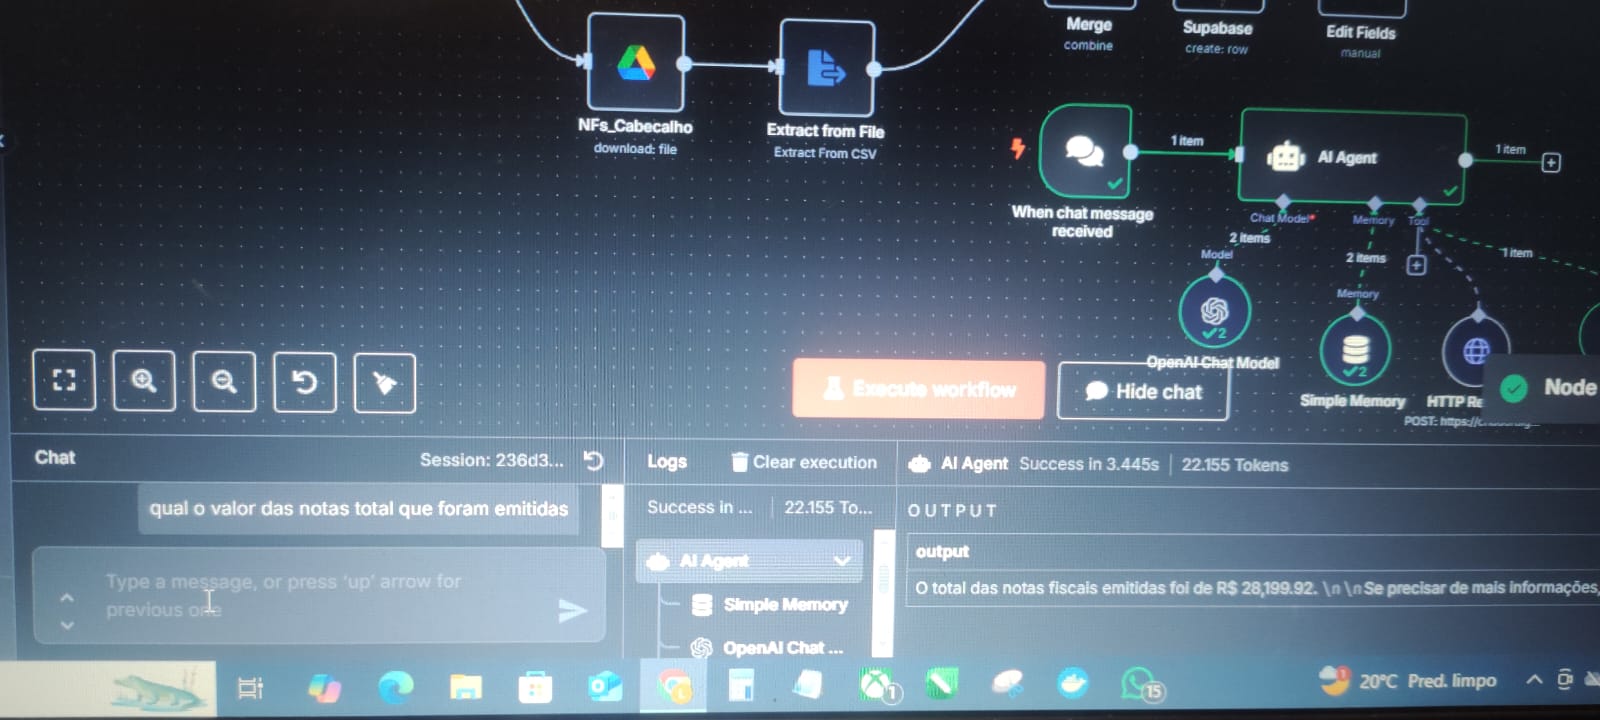 Merge
combine
Supabase
create: row
Edit Fields
manual
NFs_Cabecalho
download: file
Extract from File
Extract From CSV
1 item
AI Agent
1 item
When chat message
received
Chat Model*
Memory
Tool
2 items
2 items
1 item
Model
Memory
OpenAI Chat Model
2
Simple Memory
2
HTTP Re
POST: https://
Execute workflow
Hide chat
Node
Chat
Session: 236d3...
Logs
Clear execution
AI Agent Success in 3.445s | 22.155 Tokens
qual o valor das notas total que foram emitidas
Success in ... | 22.155 To...
OUTPUT
AI Agent
output
Type a message, or press ‘up’ arrow for
previous one
Simple Memory
O total das notas fiscais emitidas foi de R$ 28,199.92. \n \n Se precisar de mais informações,
OpenAI Chat ...
1
15
1
20°C Pred. limpo